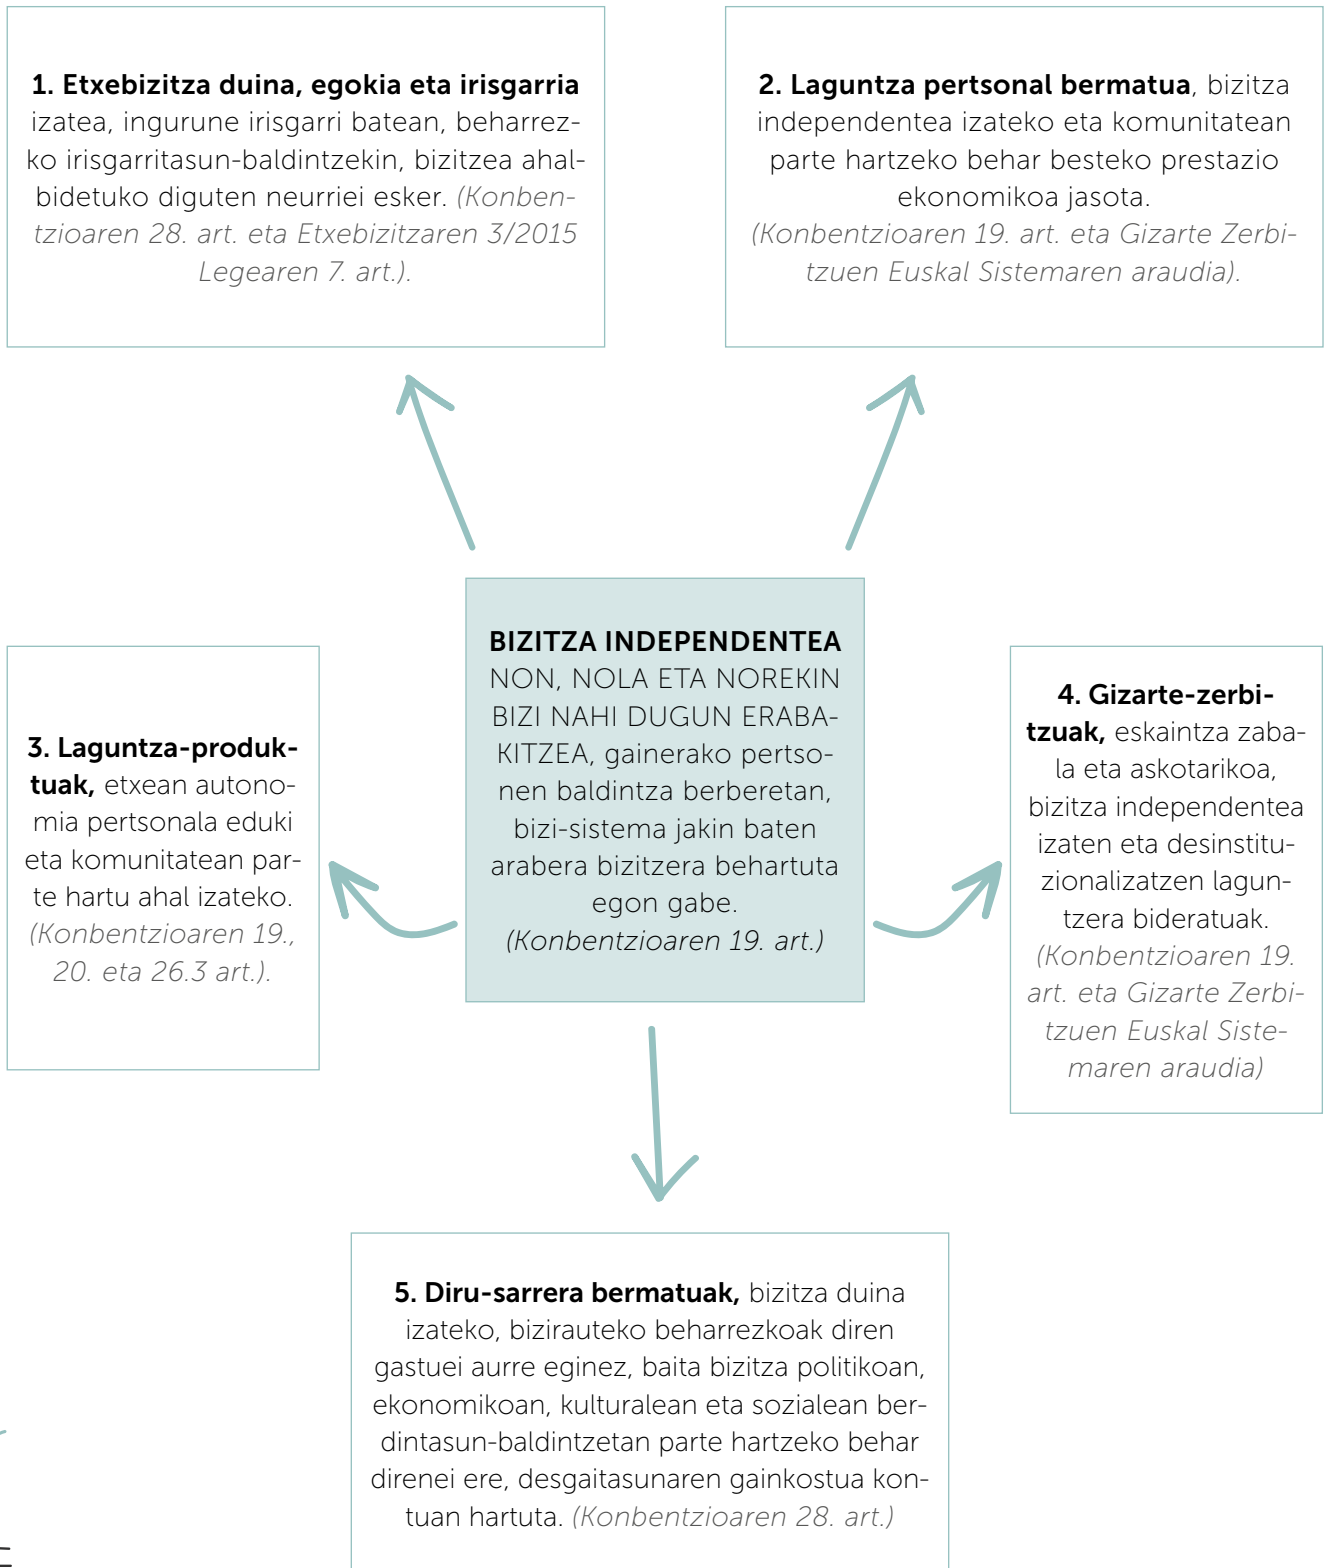 1. Etxebizitza duina, egokia eta irisgarria
izatea, ingurune irisgarri batean, beharrez-
ko irisgarritasun-baldintzekin, bizitzea ahal-
bidetuko diguten neurriei esker. (Konben-
tzioaren 28. art. eta Etxebizitzaren 3/2015
Legearen 7. art.).
2. Laguntza pertsonal bermatua, bizitza
independentea izateko eta komunitatean
parte hartzeko behar besteko prestazio
ekonomikoa jasota.
(Konbentzioaren 19. art. eta Gizarte Zerbi-
tzuen Euskal Sistemaren araudia).
BIZITZA INDEPENDENTEA
NON, NOLA ETA NOREKIN
BIZI NAHI DUGUN ERABA-
KITZEA, gainerako pertso-
nen baldintza berberetan,
bizi-sistema jakin baten
arabera bizitzera behartuta
egon gabe.
(Konbentzioaren 19. art.)
3. Laguntza-produk-
tuak, etxean autono-
mia pertsonala eduki
eta komunitatean par-
te hartu ahal izateko.
(Konbentzioaren 19.,
20. eta 26.3 art.).
4. Gizarte-zerbi-
tzuak, eskaintza zaba-
la eta askotarikoa,
bizitza independentea
izaten eta desinstitu-
zionalizatzen lagun-
tzera bideratuak.
(Konbentzioaren 19.
art. eta Gizarte Zerbi-
tzuen Euskal Siste-
maren araudia)
5. Diru-sarrera bermatuak, bizitza duina
izateko, bizirauteko beharrezkoak diren
gastuei aurre eginez, baita bizitza politikoan,
ekonomikoan, kulturalean eta sozialean ber-
dintasun-baldintzetan parte hartzeko behar
direnei ere, desgaitasunaren gainkostua kon-
tuan hartuta. (Konbentzioaren 28. art.)